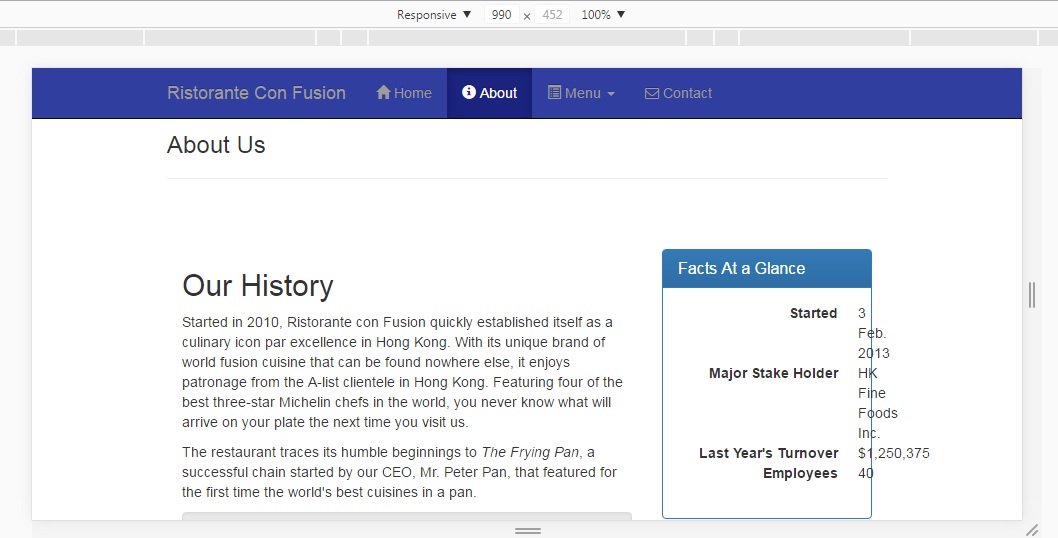 Responsive ▼ 990 × 452 100% ▼
Ristorante Con Fusion Home About Menu Contact
About Us
Our History
Started in 2010, Ristorante con Fusion quickly established itself as a
culinary icon par excellence in Hong Kong. With its unique brand of
world fusion cuisine that can be found nowhere else, it enjoys
patronage from the A-list clientele in Hong Kong. Featuring four of the
best three-star Michelin chefs in the world, you never know what will
arrive on your plate the next time you visit us.
The restaurant traces its humble beginnings to The Frying Pan, a
successful chain started by our CEO, Mr. Peter Pan, that featured for
the first time the world's best cuisines in a pan.
Facts At a Glance
Started 3
Feb.
2013
Major Stake Holder HK
Fine
Foods
Inc.
Last Year's Turnover $1,250,375
Employees 40